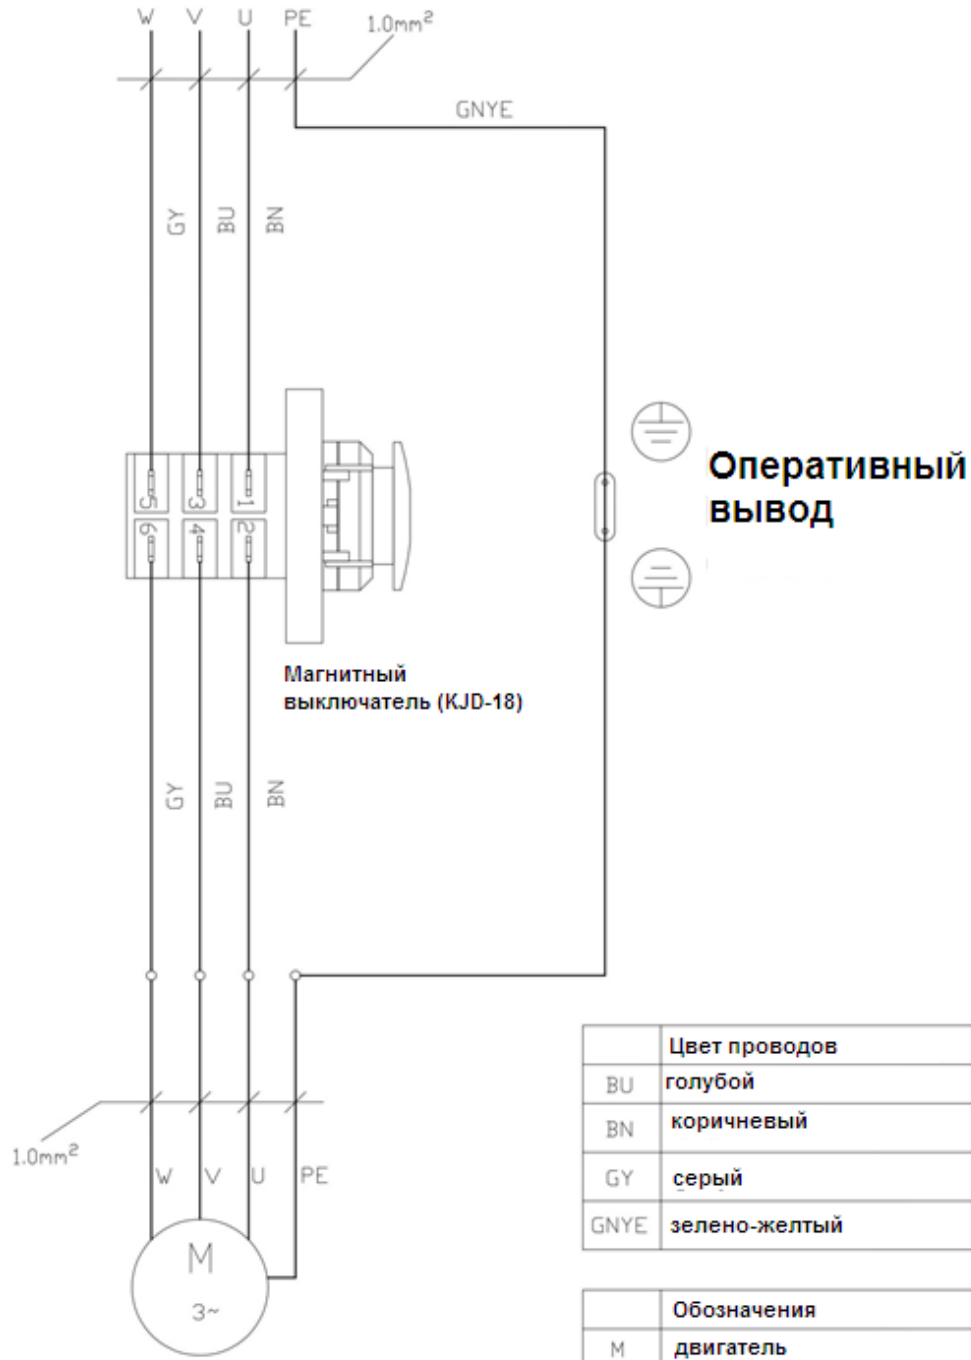 W V U PE
1.0mm²
GNYE
GY BU BN
5 3 1
6 4 2
Оперативный
вывод
Магнитный
выключатель (KJD-18)
GY BU BN
1.0mm²
W V U PE
M
3~
Цвет проводов
BU голубой
BN коричневый
GY серый
GNYE зелено-желтый
Обозначения
M двигатель